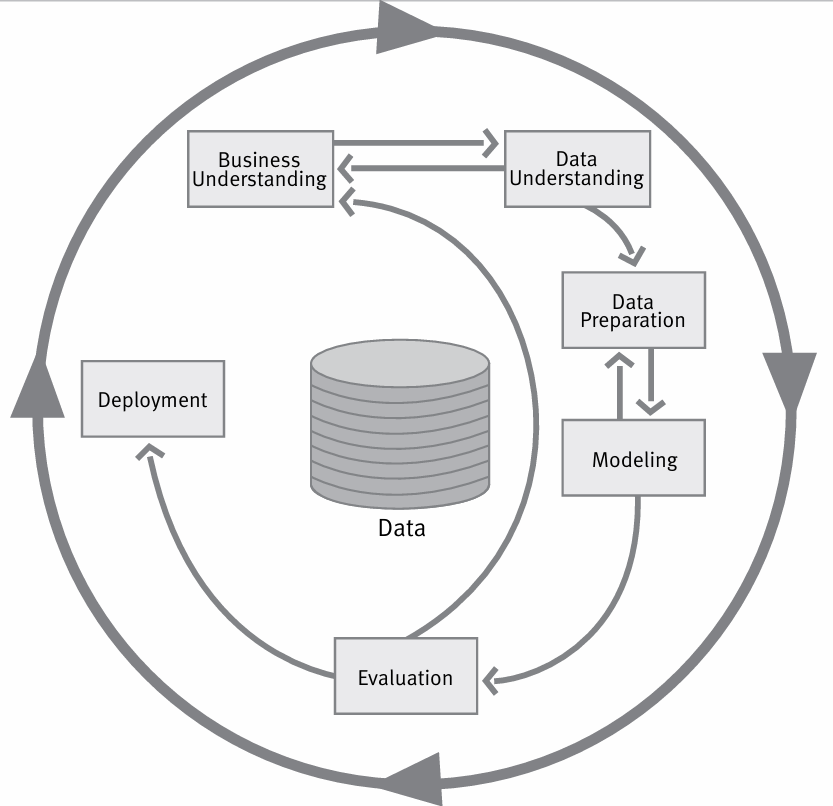 Business
Understanding
Data
Understanding
Data
Preparation
Deployment
Modeling
Data
Evaluation